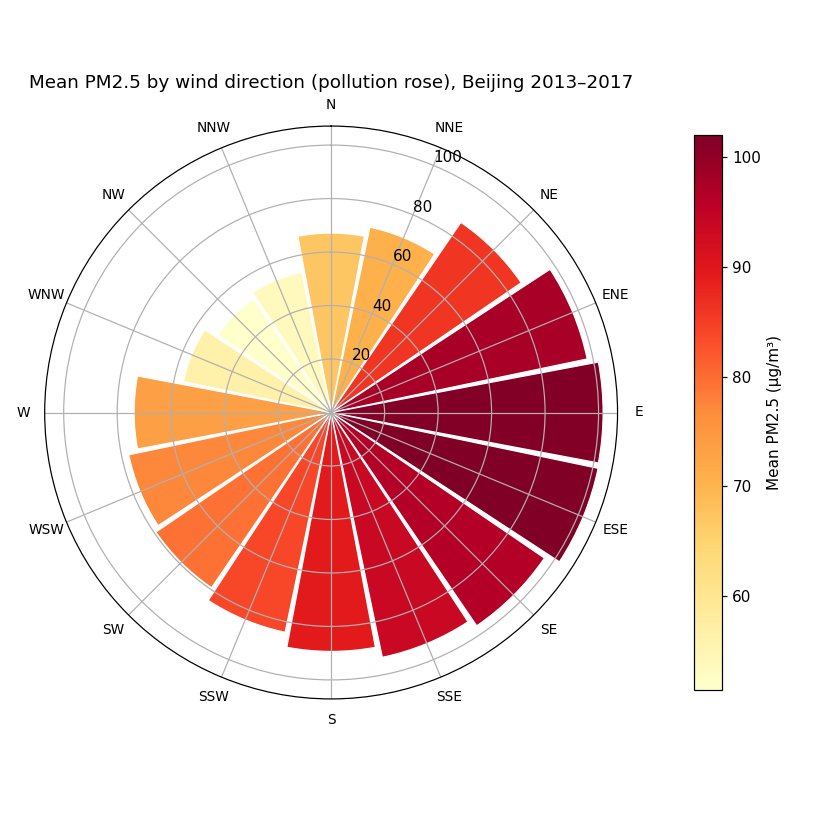 Mean PM2.5 by wind direction (pollution rose), Beijing 2013–2017
N
NNW
NNE
100
NW
NE
80
60
WNW
ENE
40
20
W
E
WSW
ESE
SW
SE
SSW
SSE
S
100
90
80
70
60
Mean PM2.5 (μg/m³)